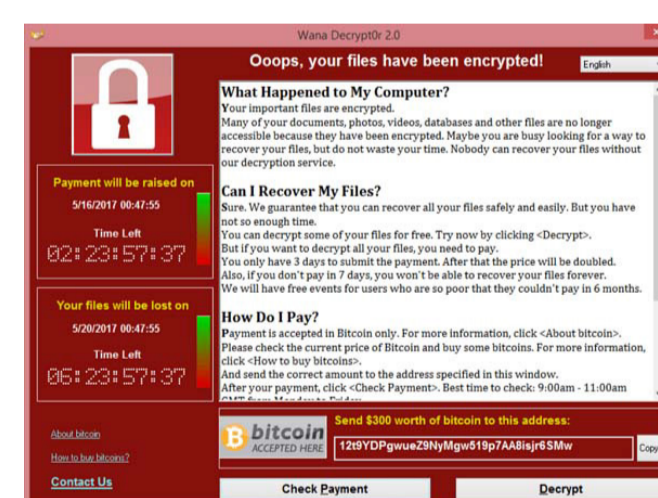 Wana Decrypt0r 2.0
Ooops, your files have been encrypted!
English
What Happened to My Computer?
Your important files are encrypted.
Many of your documents, photos, videos, databases and other files are no longer
accessible because they have been encrypted. Maybe you are busy looking for a way to
recover your files, but do not waste your time. Nobody can recover your files without
our decryption service.
Can I Recover My Files?
Sure. We guarantee that you can recover all your files safely and easily. But you have
not so enough time.
You can decrypt some of your files for free. Try now by clicking <Decrypt>.
But if you want to decrypt all your files, you need to pay.
You only have 3 days to submit the payment. After that the price will be doubled.
Also, if you don't pay in 7 days, you won't be able to recover your files forever.
We will have free events for users who are so poor that they couldn't pay in 6 months.
How Do I Pay?
Payment is accepted in Bitcoin only. For more information, click <About bitcoin>.
Please check the current price of Bitcoin and buy some bitcoins. For more information,
click <How to buy bitcoins>.
And send the correct amount to the address specified in this window.
After your payment, click <Check Payment>. Best time to check: 9:00am - 11:00am
GMT from Monday to Friday.
Payment will be raised on
5/16/2017 00:47:55
Time Left
02:23:57:37
Your files will be lost on
5/20/2017 00:47:55
Time Left
06:23:57:37
About bitcoin
How to buy bitcoins?
Contact Us
bitcoin
ACCEPTED HERE
Send $300 worth of bitcoin to this address:
12t9YDPgwueZ9NyMgw519p7AA8isjr6SMw
Copy
Check Payment
Decrypt